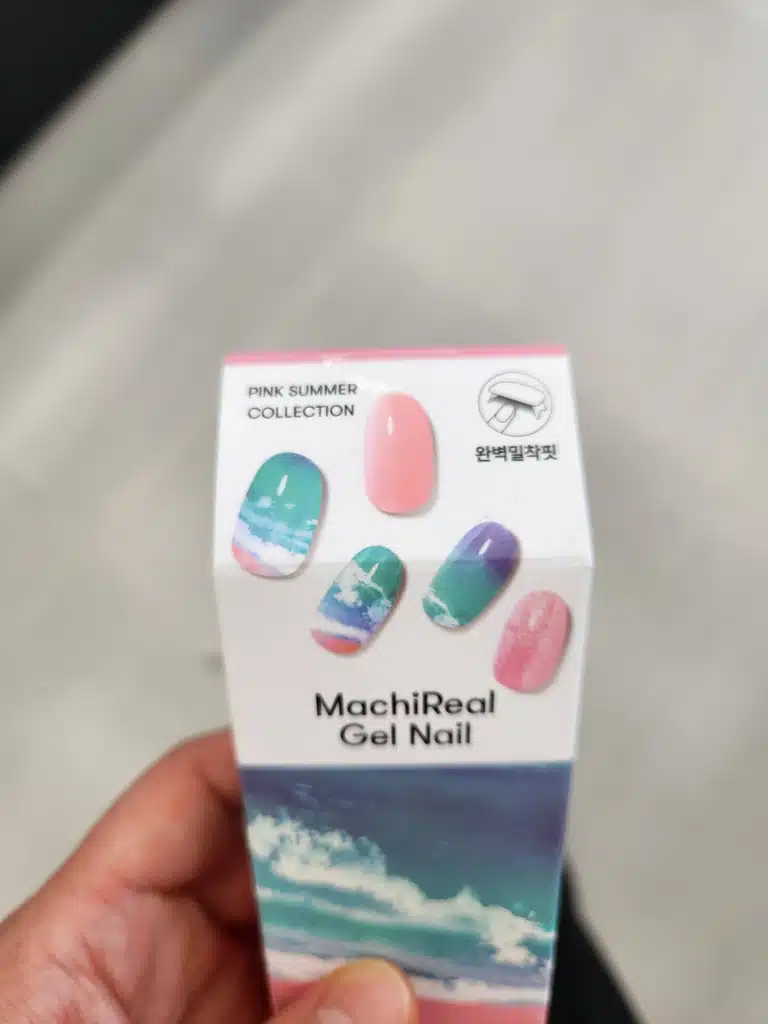 PINK SUMMER
COLLECTION
완벽밀착핏
MachiReal
Gel Nail